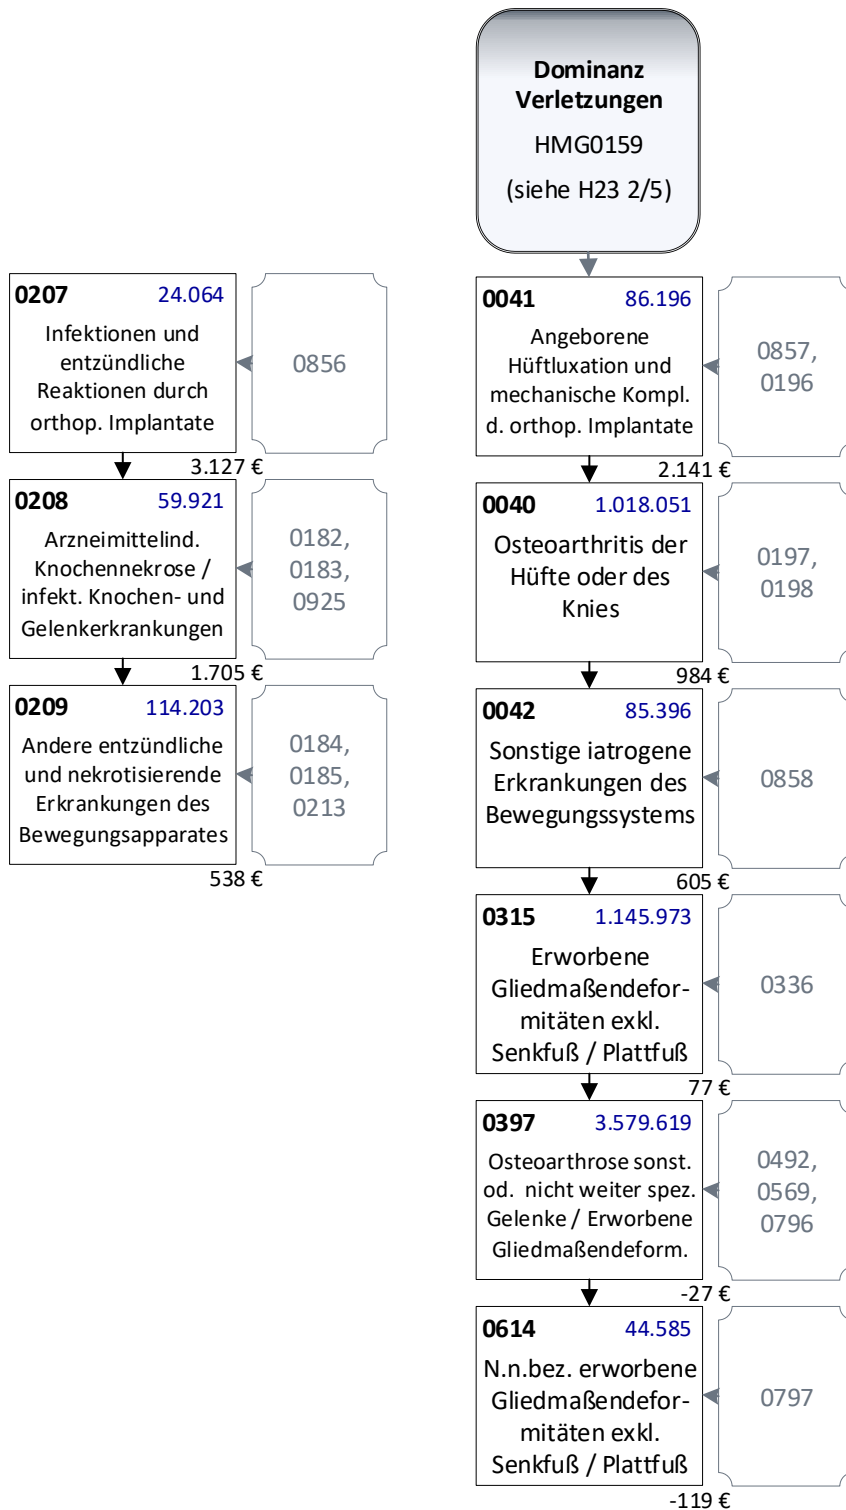 Dominanz
Verletzungen
HMG0159
(siehe H23 2/5)
0207 24.064
Infektionen und
entzündliche
Reaktionen durch
orthop. Implantate
0856
3.127 €
0208 59.921
Arzneimittelind.
Knochennekrose /
infekt. Knochen- und
Gelenkerkrankungen
0182,
0183,
0925
1.705 €
0209 114.203
Andere entzündliche
und nekrotisierende
Erkrankungen des
Bewegungsapparates
0184,
0185,
0213
538 €
0041 86.196
Angeborene
Hüftluxation und
mechanische Kompl.
d. orthop. Implantate
0857,
0196
2.141 €
0040 1.018.051
Osteoarthritis der
Hüfte oder des
Knies
0197,
0198
984 €
0042 85.396
Sonstige iatrogene
Erkrankungen des
Bewegungssystems
0858
605 €
0315 1.145.973
Erworbene
Gliedmaßendefor-
mitäten exkl.
Senkfuß / Plattfuß
0336
77 €
0397 3.579.619
Osteoarthrose sonst.
od. nicht weiter spez.
Gelenke / Erworbene
Gliedmaßendeform.
0492,
0569,
0796
-27 €
0614 44.585
N.n.bez. erworbene
Gliedmaßendefor-
mitäten exkl.
Senkfuß / Plattfuß
0797
-119 €